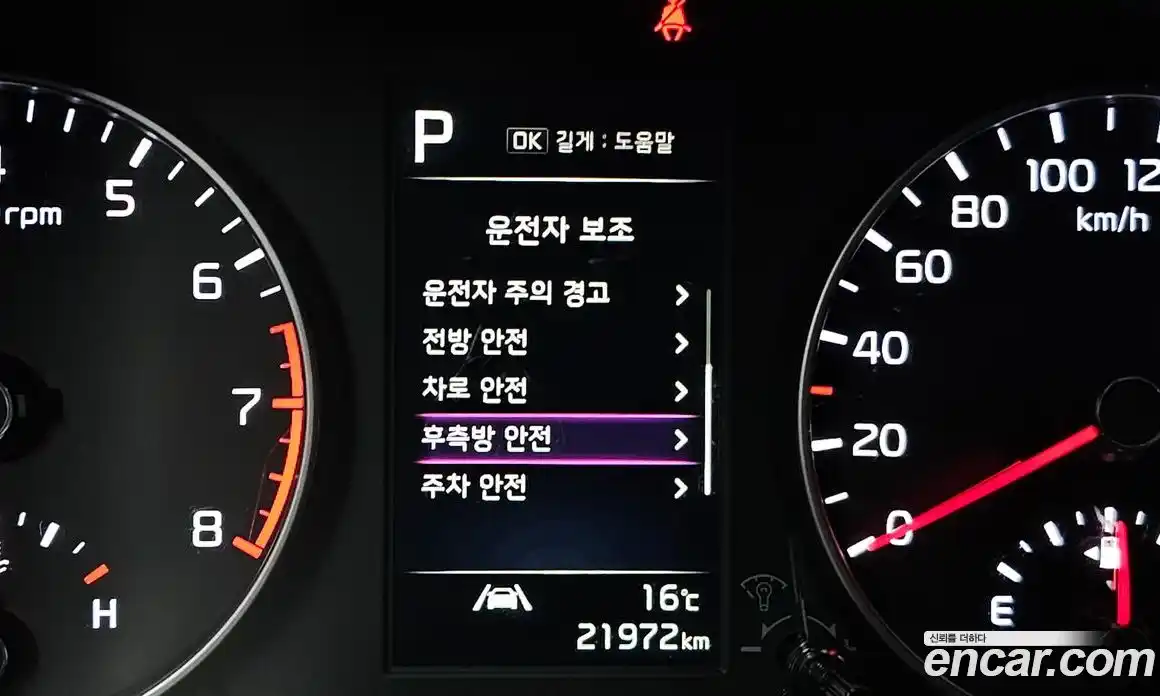 P
OK 길게 : 도움말
운전자 보조
운전자 주의 경고
전방 안전
차로 안전
후측방 안전
주차 안전
16℃
21972km
rpm
5
6
7
8
H
0
20
40
60
80
100
km/h
E
신뢰를 더하다
encar.com